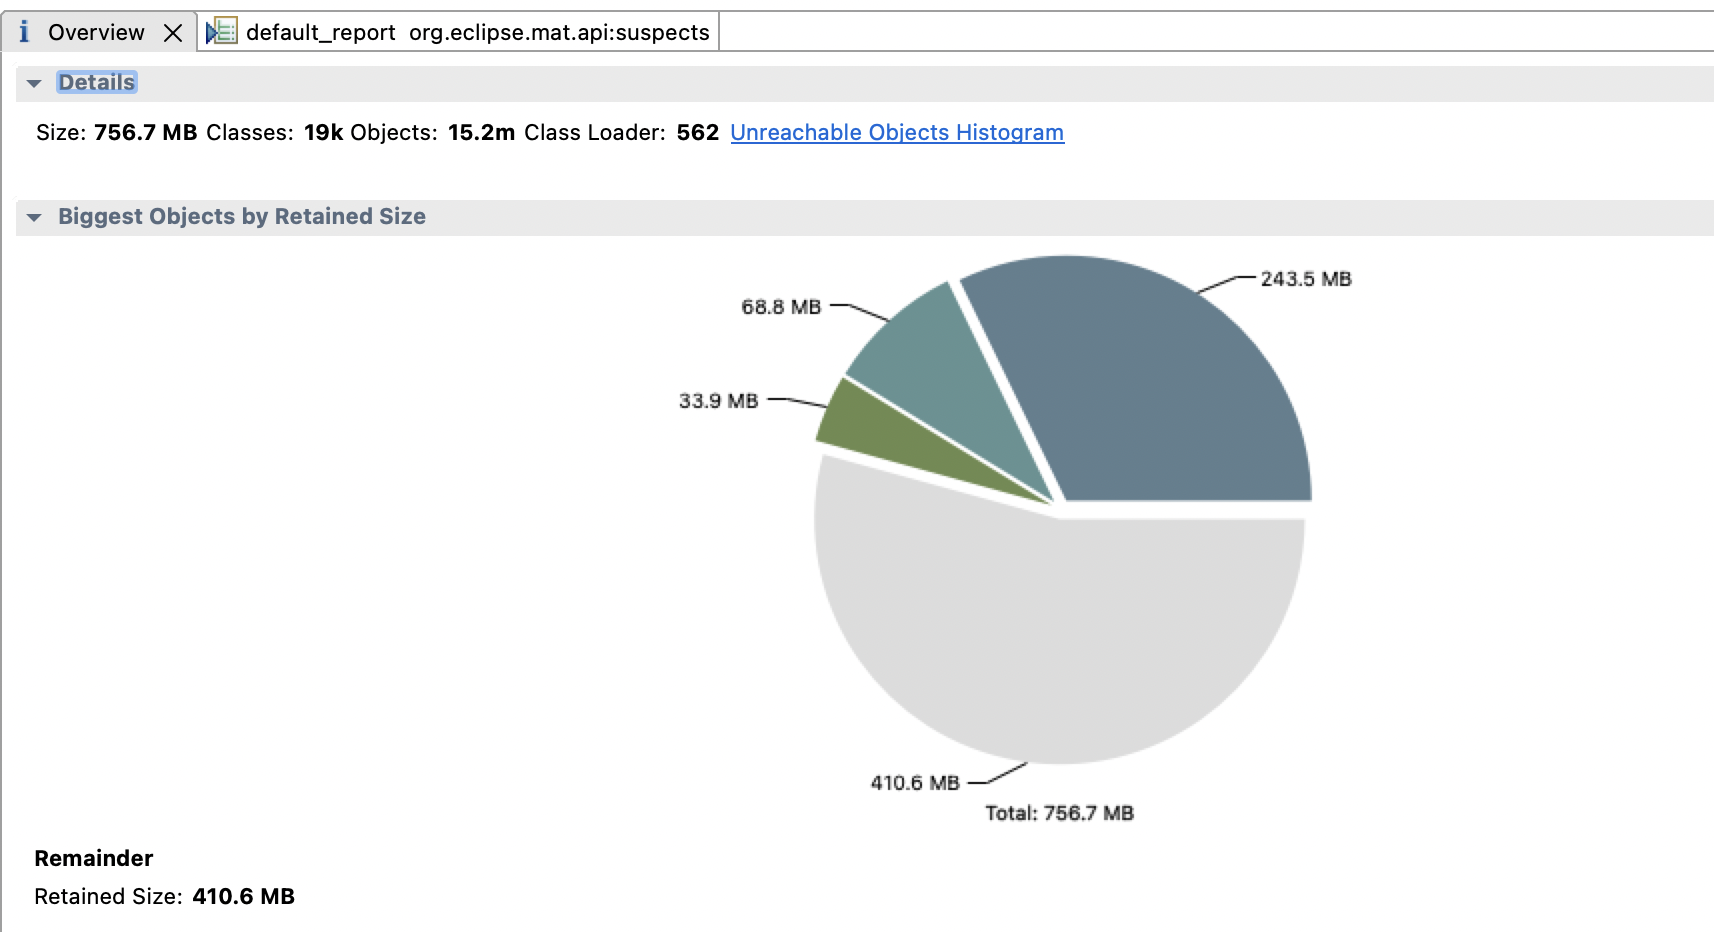 Overview
default_report org.eclipse.mat.api:suspects
Details
Size: 756.7 MB Classes: 19k Objects: 15.2m Class Loader: 562 Unreachable Objects Histogram
Biggest Objects by Retained Size
243.5 MB
68.8 MB
33.9 MB
410.6 MB
Total: 756.7 MB
Remainder
Retained Size: 410.6 MB